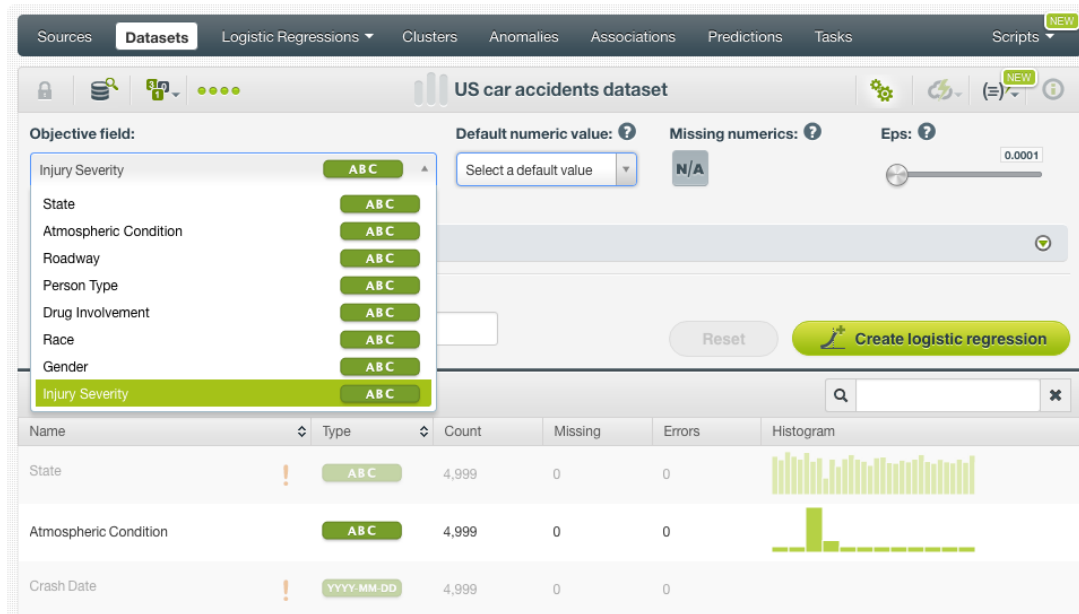 Sources Datasets Logistic Regressions Clusters Anomalies Associations Predictions Tasks Scripts NEW
US car accidents dataset NEW
Objective field: Default numeric value: Missing numerics: Eps:
Injury Severity ABC Select a default value N/A 0.0001
State ABC
Atmospheric Condition ABC
Roadway ABC
Person Type ABC
Drug Involvement ABC
Race ABC Reset Create logistic regression
Gender ABC
Injury Severity ABC
Name Type Count Missing Errors Histogram
State ! ABC 4,999 0 0
Atmospheric Condition ABC 4,999 0 0
Crash Date ! YYYY-MM-DD 4,999 0 0